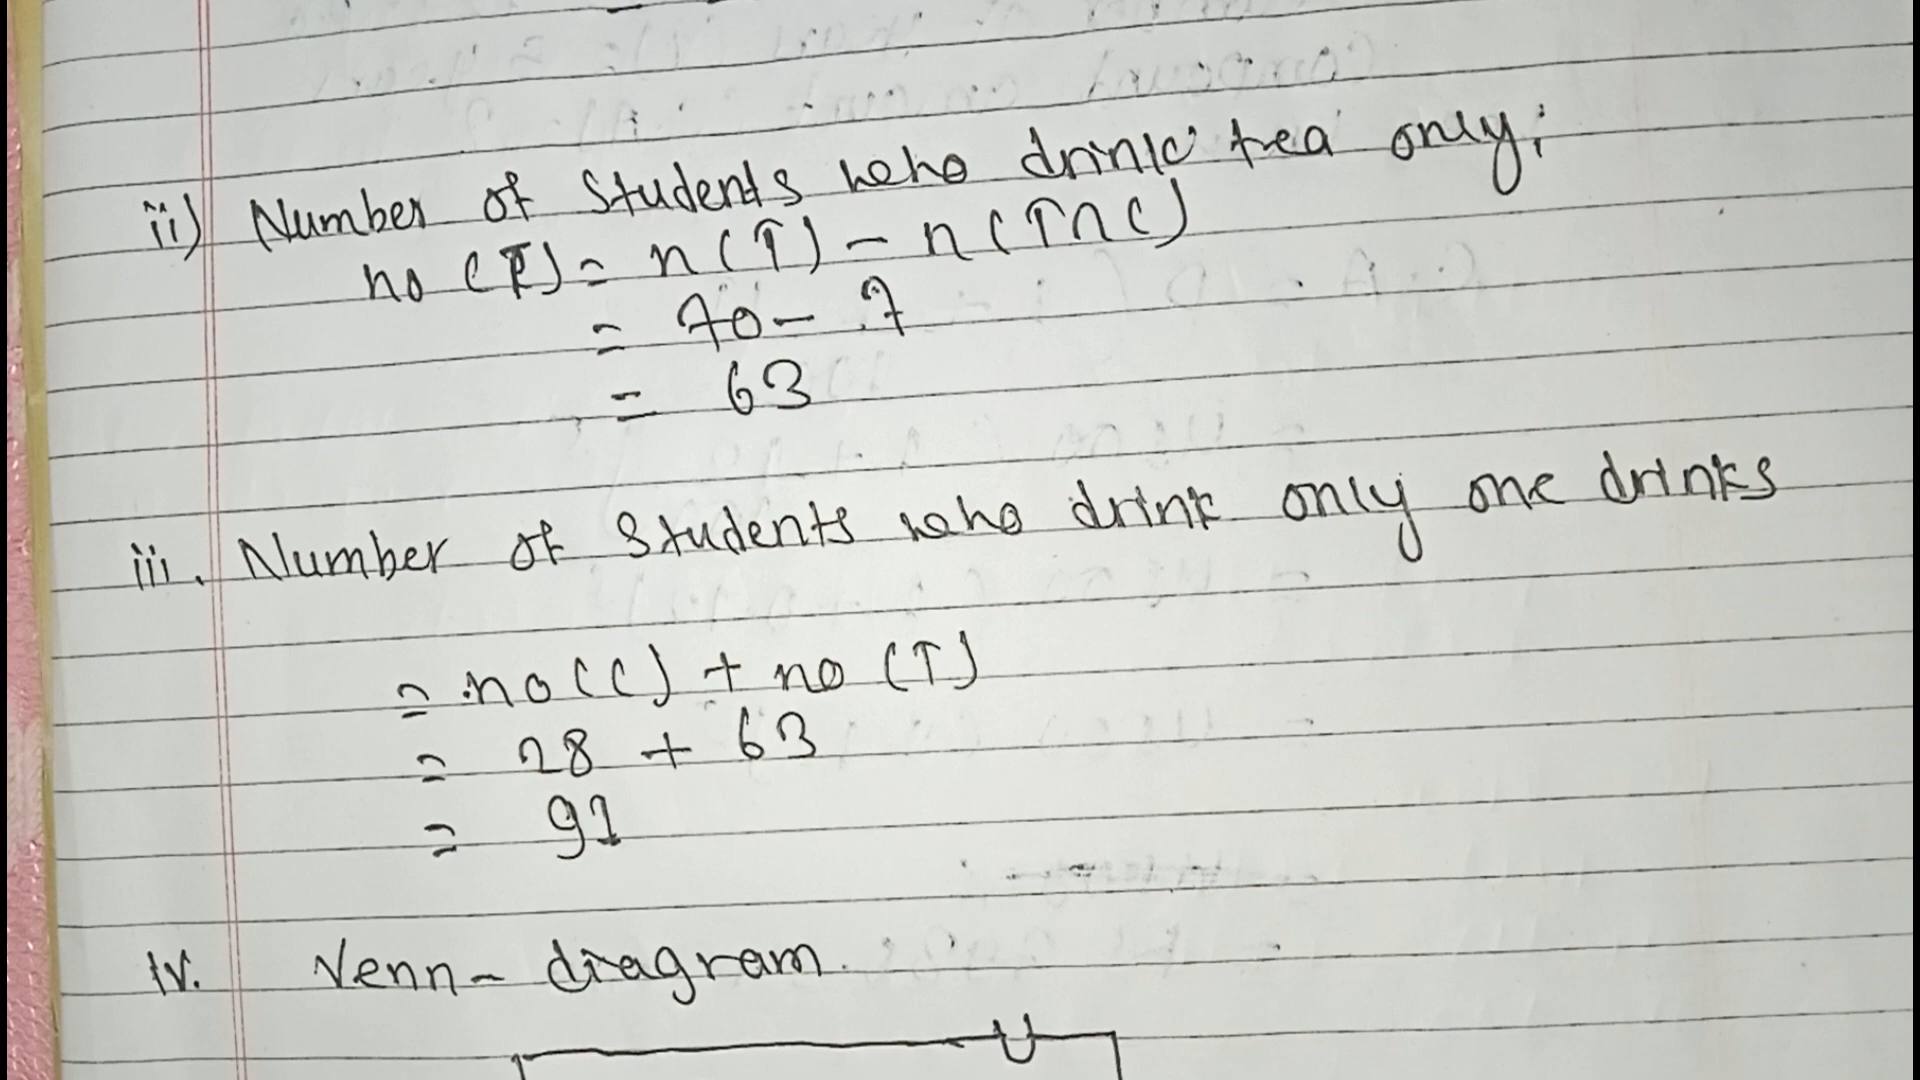 ii) Number of Students who drink tea only;
no (T) = n(T) - n(T∩C)
= 70 - 7
= 63
iii. Number of Students who drink only one drinks
= no(C) + no (T)
= 28 + 63
= 91
iv. Venn- diagram.
U